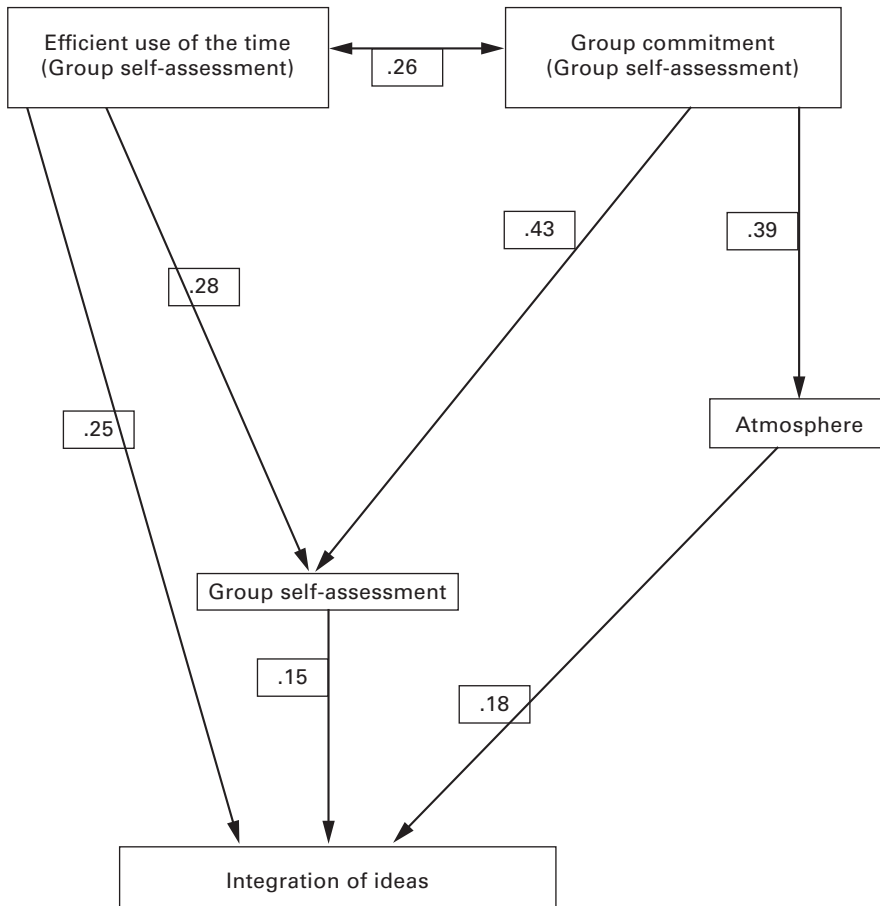 Efficient use of the time
(Group self-assessment)
Group commitment
(Group self-assessment)
.26
.43
.39
.28
.25
Atmosphere
Group self-assessment
.15
.18
Integration of ideas